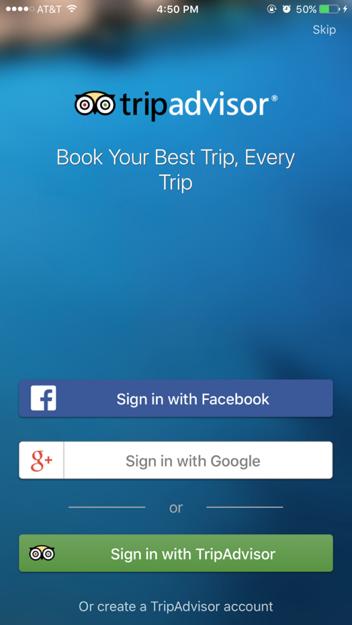 AT&T 4:50 PM 50%
Skip
tripadvisor®
Book Your Best Trip, Every
Trip
Sign in with Facebook
g+ Sign in with Google
or
Sign in with TripAdvisor
Or create a TripAdvisor account